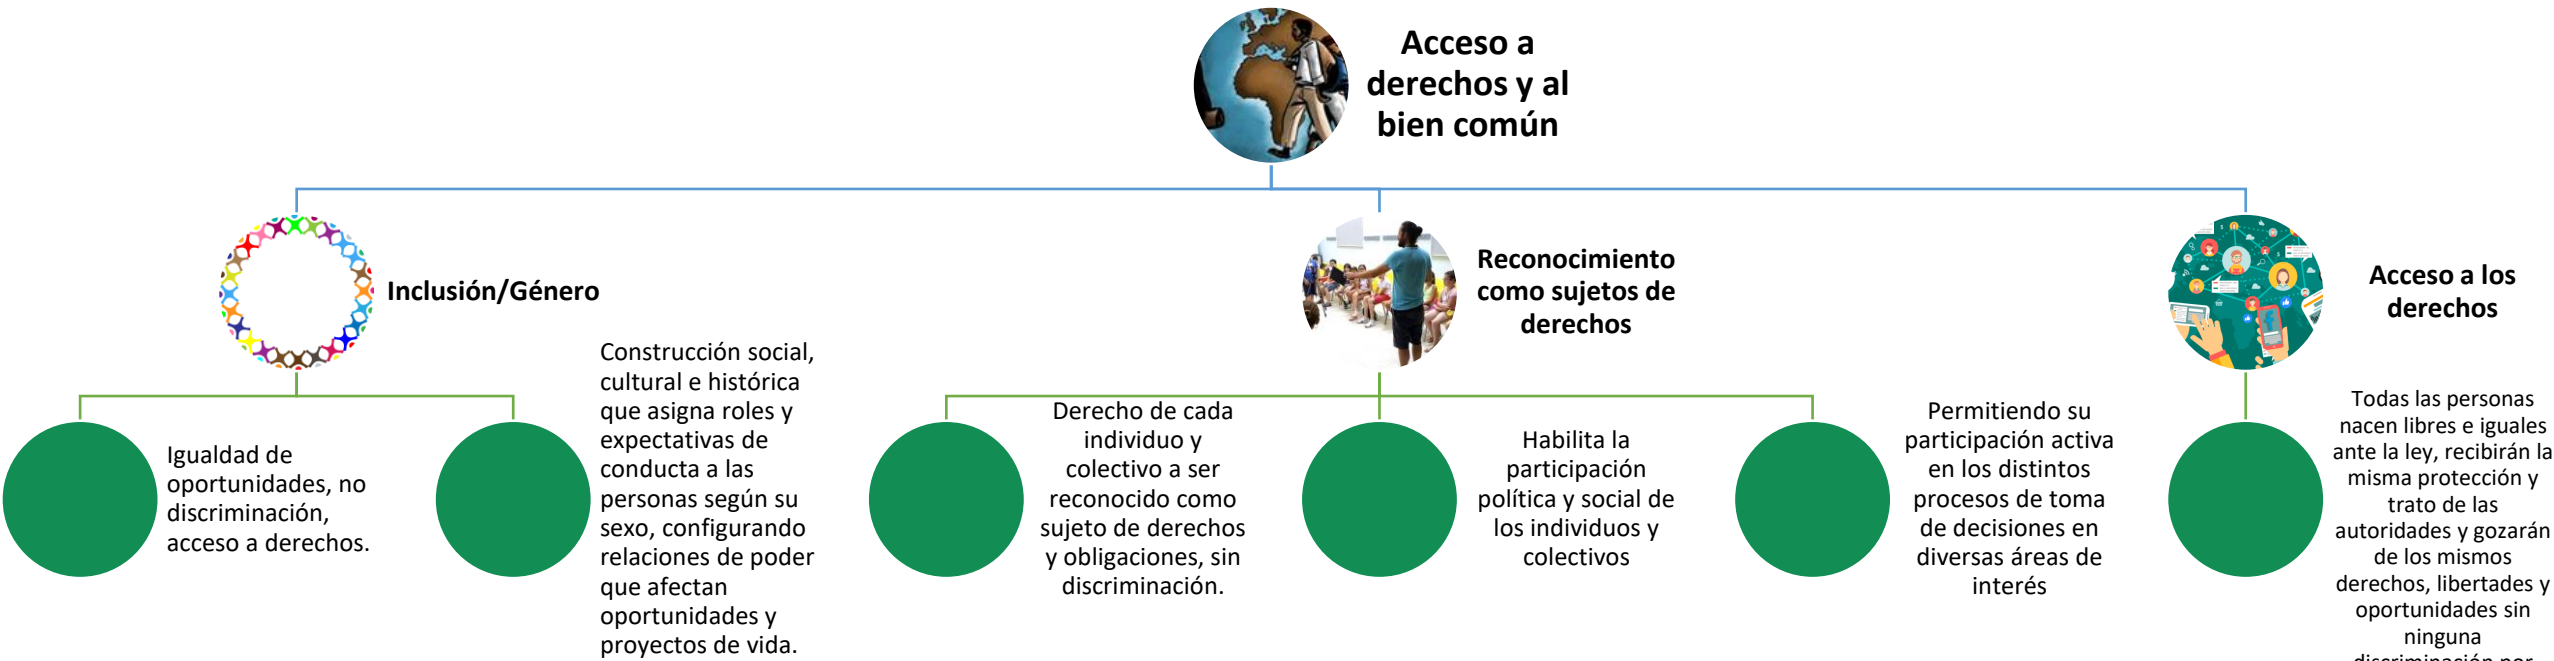 Acceso a
derechos y al
bien común
Inclusión/Género
Igualdad de
oportunidades, no
discriminación,
acceso a derechos.
Construcción social,
cultural e histórica
que asigna roles y
expectativas de
conducta a las
personas según su
sexo, configurando
relaciones de poder
que afectan
oportunidades y
proyectos de vida.
Reconocimiento
como sujetos de
derechos
Derecho de cada
individuo y
colectivo a ser
reconocido como
sujeto de derechos
y obligaciones, sin
discriminación.
Habilita la
participación
política y social de
los individuos y
colectivos
Permitiendo su
participación activa
en los distintos
procesos de toma
de decisiones en
diversas áreas de
interés
Acceso a los
derechos
Todas las personas
nacen libres e iguales
ante la ley, recibirán la
misma protección y
trato de las
autoridades y gozarán
de los mismos
derechos, libertades y
oportunidades sin
ninguna
discriminación por